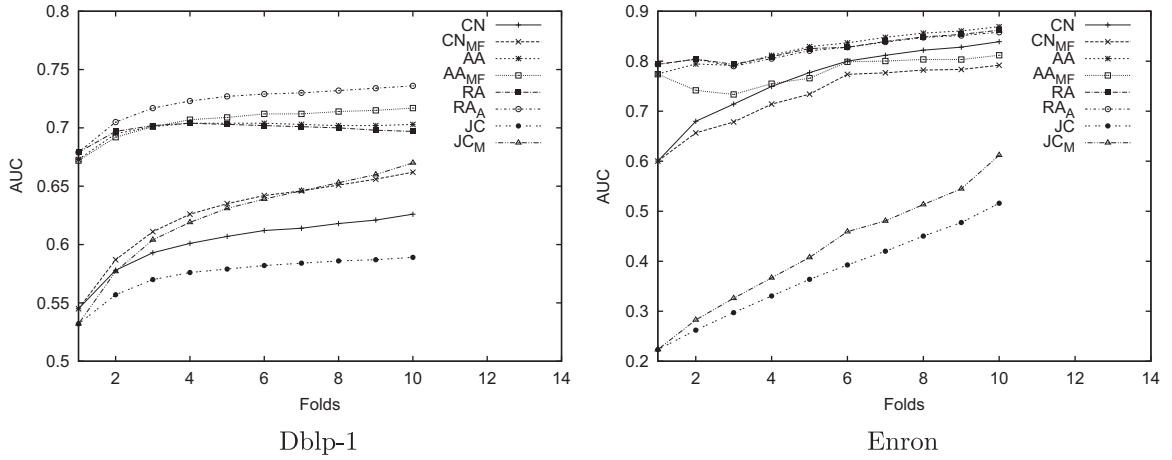 0.8
0.75
0.7
0.65
0.6
0.55
0.5
AUC
2 4 6 8 10 12 14
Folds
CN
CN_MF
AA
AA_MF
RA
RA_A
JC
JC_M
Dblp-1
0.9
0.8
0.7
0.6
0.5
0.4
0.3
0.2
AUC
2 4 6 8 10 12 14
Folds
CN
CN_MF
AA
AA_MF
RA
RA_A
JC
JC_M
Enron